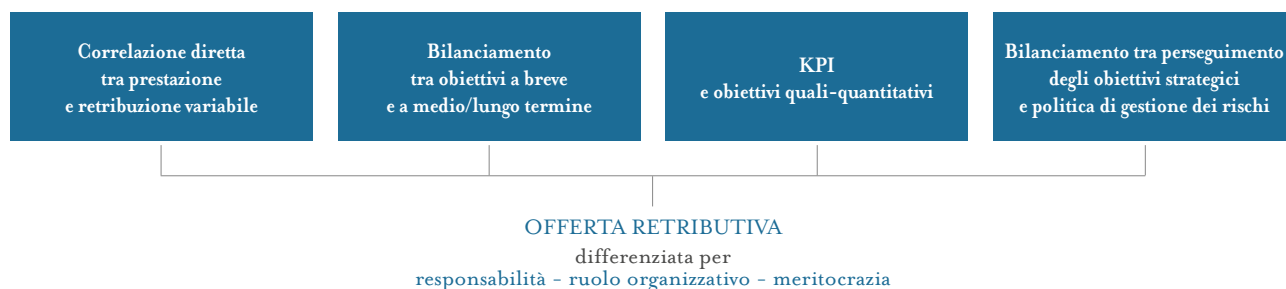 Correlazione diretta
tra prestazione
e retribuzione variabile
Bilanciamento
tra obiettivi a breve
e a medio/lungo termine
KPI
e obiettivi quali-quantitativi
Bilanciamento tra perseguimento
degli obiettivi strategici
e politica di gestione dei rischi
OFFERTA RETRIBUTIVA
differenziata per
responsabilità - ruolo organizzativo - meritocrazia